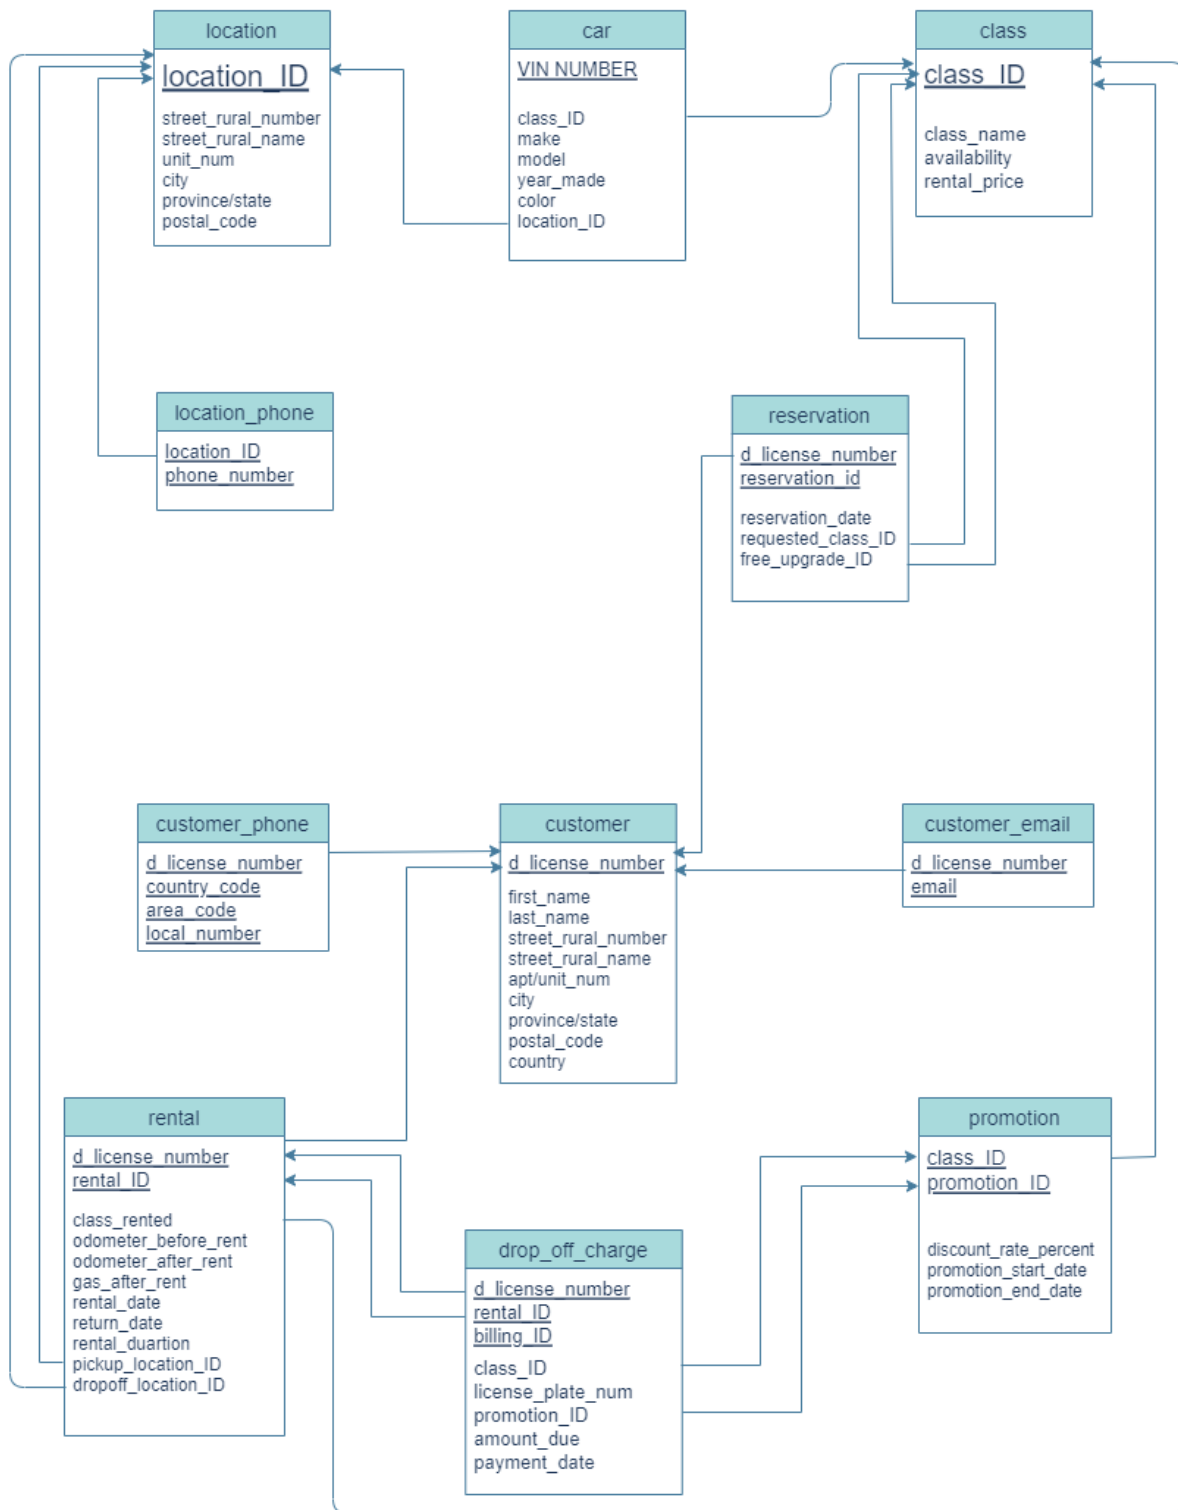 location
location_ID
street_rural_number
street_rural_name
unit_num
city
province/state
postal_code
car
VIN NUMBER
class_ID
make
model
year_made
color
location_ID
class
class_ID
class_name
availability
rental_price
location_phone
location_ID
phone_number
reservation
d_license_number
reservation_id
reservation_date
requested_class_ID
free_upgrade_ID
customer_phone
d_license_number
country_code
area_code
local_number
customer
d_license_number
first_name
last_name
street_rural_number
street_rural_name
apt/unit_num
city
province/state
postal_code
country
customer_email
d_license_number
email
rental
d_license_number
rental_ID
class_rented
odometer_before_rent
odometer_after_rent
gas_after_rent
rental_date
return_date
rental_duartion
pickup_location_ID
dropoff_location_ID
drop_off_charge
d_license_number
rental_ID
billing_ID
class_ID
license_plate_num
promotion_ID
amount_due
payment_date
promotion
class_ID
promotion_ID
discount_rate_percent
promotion_start_date
promotion_end_date